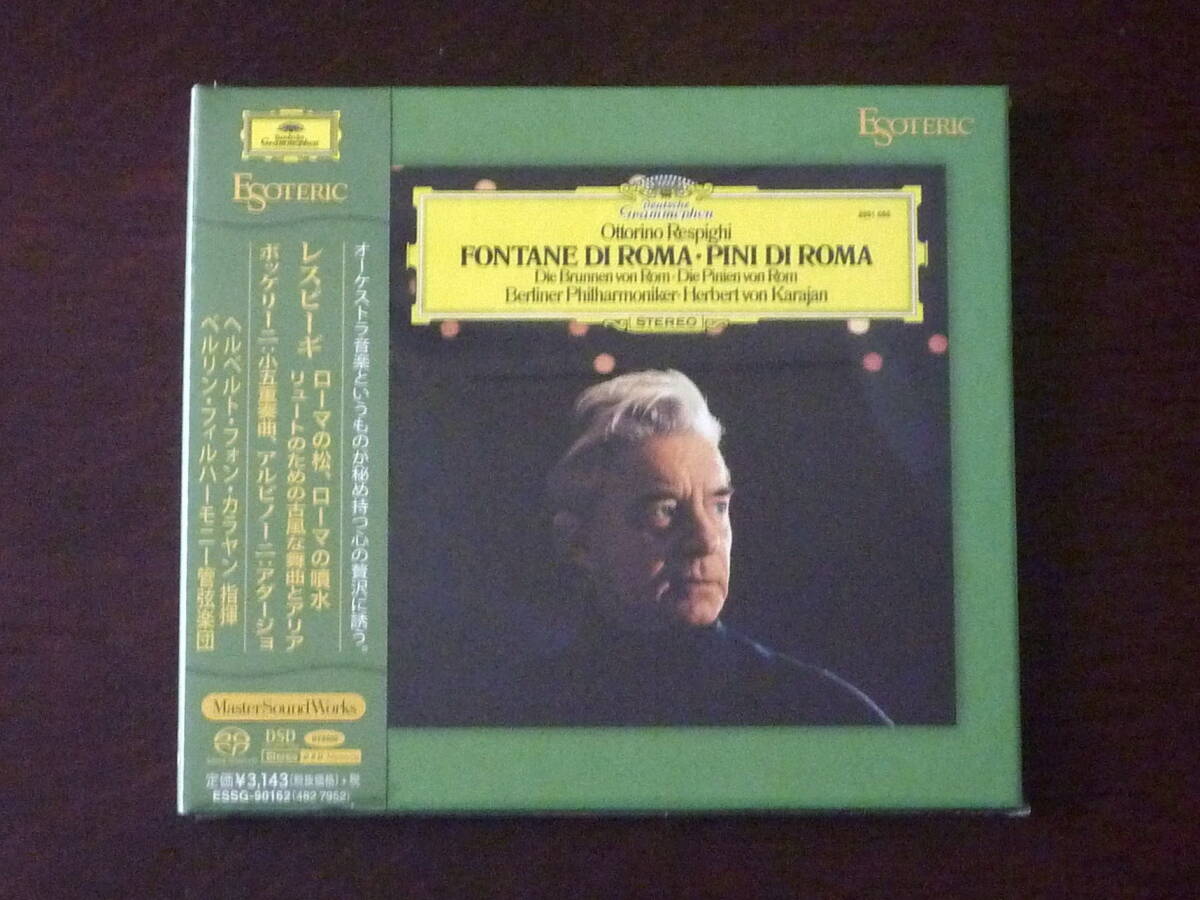 Deutsche
Grammophon
ESOTERIC
オーケストラ音楽というものが秘め持つ心の贅沢に誘う。
レスピーギ
ローマの松、ローマの噴水
リュートのための古風な舞曲とアリア
ボッケリーニ:小五重奏曲、アルビノーニ:アダージョ
ヘルベルト・フォン・カラヤン 指揮
ベルリン・フィルハーモニー管弦楽団
MasterSoundWorks
DSD
Stereo
定価¥3,143(税抜価格)+税
ESSG-90162(482 7952)
ESOTERIC
Deutsche
Grammophon
Ottorino Respighi
FONTANE DI ROMA · PINI DI ROMA
Die Brunnen von Rom · Die Pinien von Rom
Berliner Philharmoniker · Herbert von Karajan
STEREO